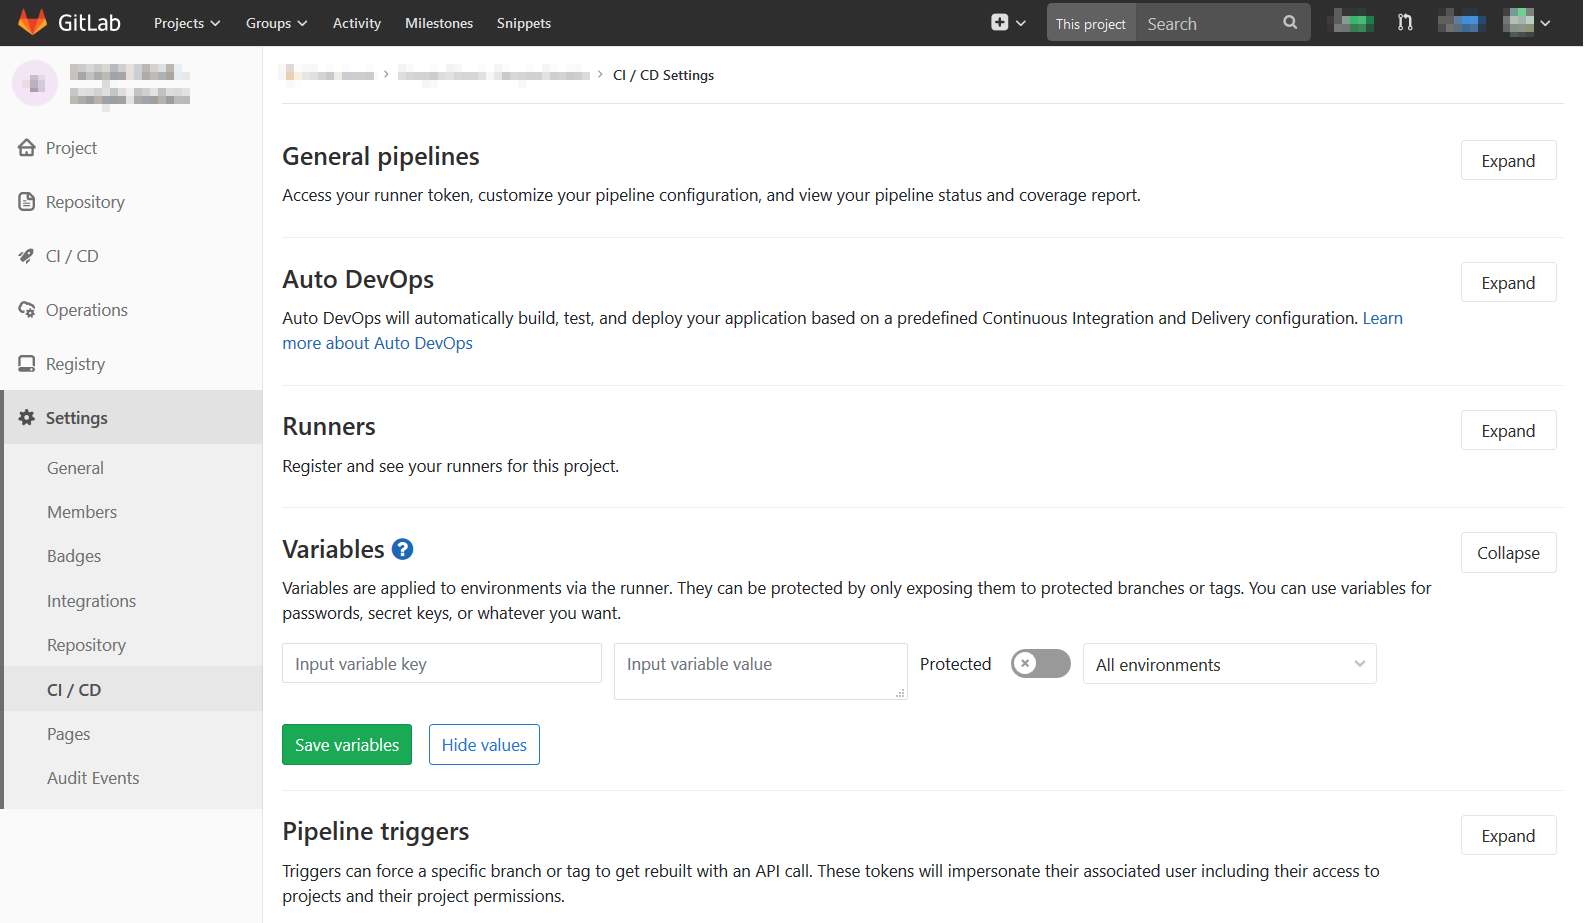 GitLab Projects Groups Activity Milestones Snippets This project Search
CI / CD Settings
Project
Repository
CI / CD
Operations
Registry
Settings
General
Members
Badges
Integrations
Repository
CI / CD
Pages
Audit Events
General pipelines
Expand
Access your runner token, customize your pipeline configuration, and view your pipeline status and coverage report.
Auto DevOps
Expand
Auto DevOps will automatically build, test, and deploy your application based on a predefined Continuous Integration and Delivery configuration. Learn
more about Auto DevOps
Runners
Expand
Register and see your runners for this project.
Variables ?
Collapse
Variables are applied to environments via the runner. They can be protected by only exposing them to protected branches or tags. You can use variables for
passwords, secret keys, or whatever you want.
Input variable key Input variable value Protected All environments
Save variables Hide values
Pipeline triggers
Expand
Triggers can force a specific branch or tag to get rebuilt with an API call. These tokens will impersonate their associated user including their access to
projects and their project permissions.